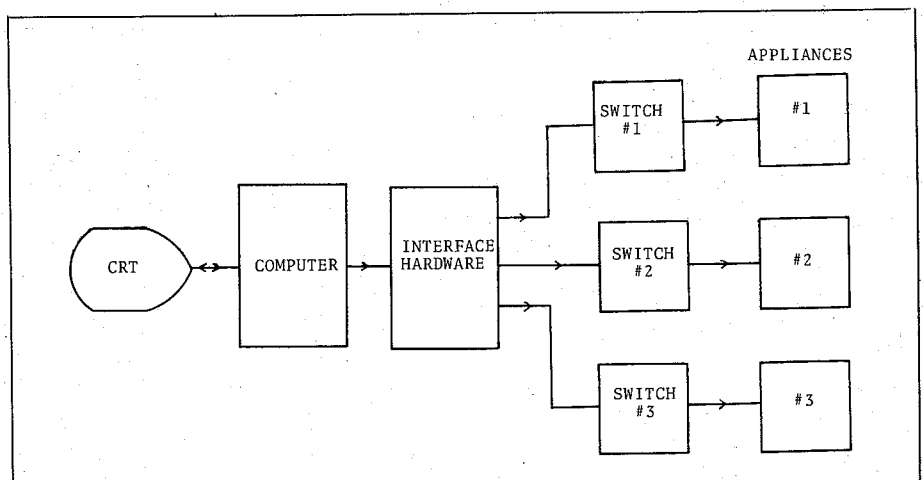 APPLIANCES
SWITCH
#1
#1
CRT
COMPUTER
INTERFACE
HARDWARE
SWITCH
#2
#2
SWITCH
#3
#3